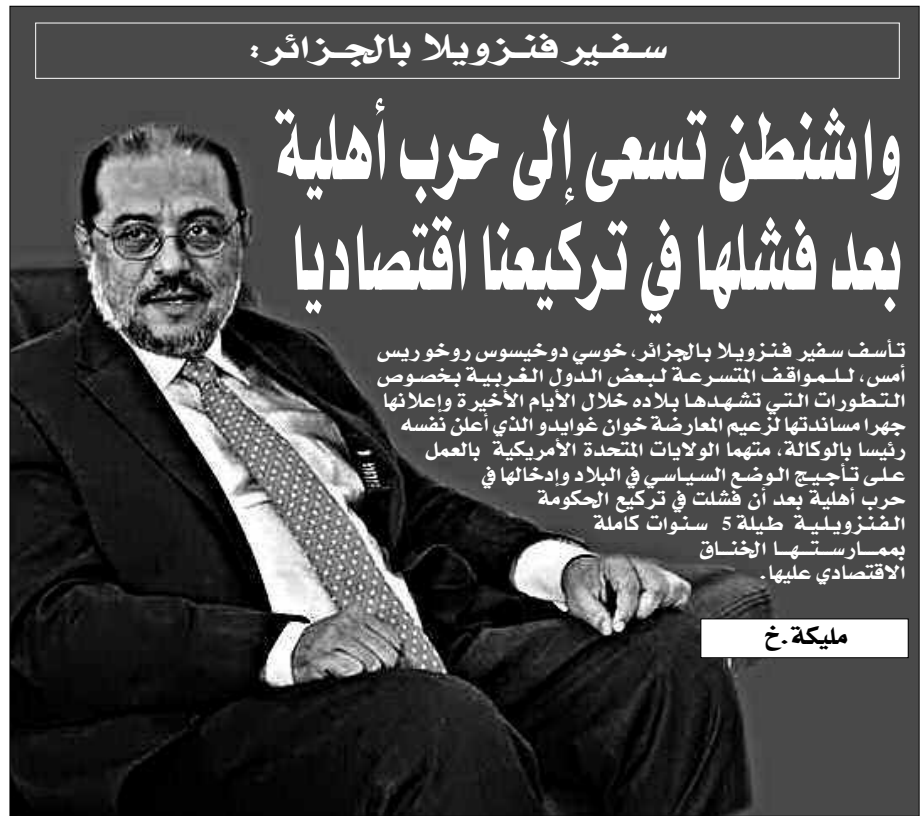 سفير فنزويلا بالجزائر:
واشنطن تسعى إلى حرب أهلية
بعد فشلها في تركيعنا اقتصاديا
تأسف سفير فنزويلا بالجزائر، خوسي دوخيسوس روخو ريس
أمس، للمواقف المتسرعة لبعض الدول الغربية بخصوص
التطورات التي تشهدها بلاده خلال الأيام الأخيرة وإعلانها
جهرا مساندتها لزعيم المعارضة خوان غوايدو الذي أعلن نفسه
رئيسا بالوكالة، متهما الولايات المتحدة الأمريكية بالعمل
على تأجيج الوضع السياسي في البلاد وإدخالها في
حرب أهلية بعد أن فشلت في تركيع الحكومة
الفنزويلية طيلة 5 سنوات كاملة
بممارستها الخناق
الاقتصادي عليها.
مليكة.خ